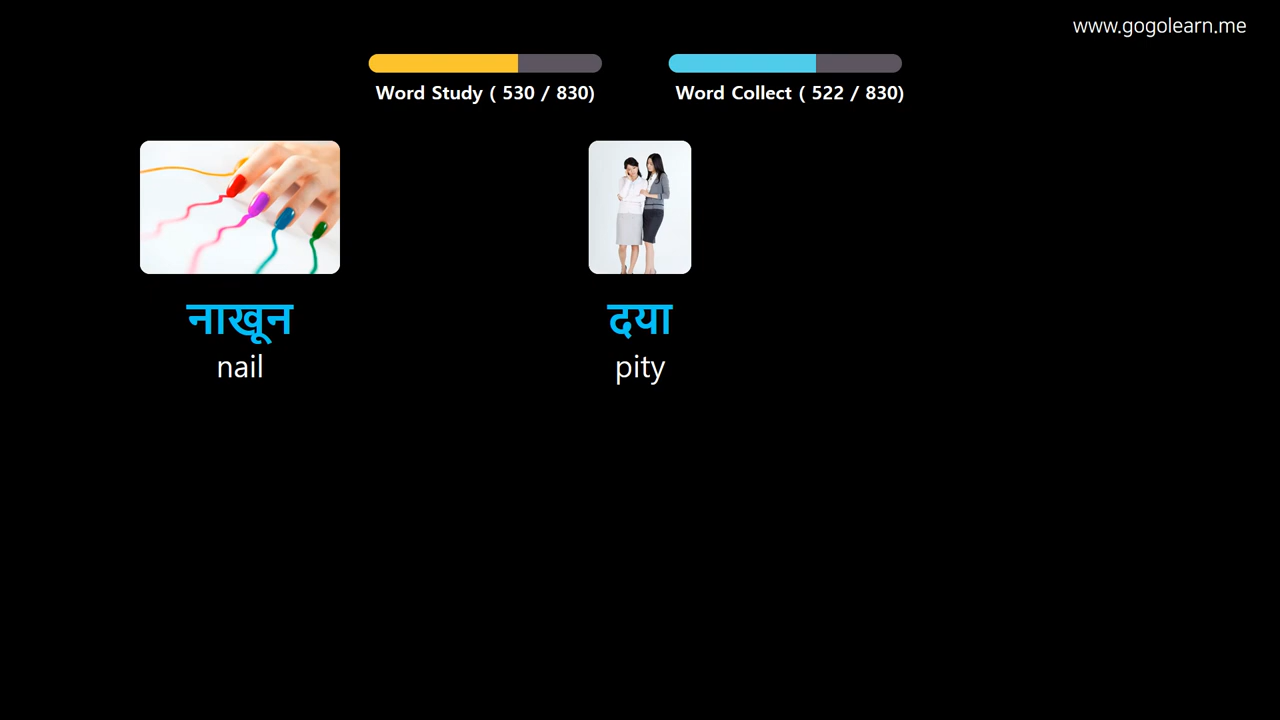 www.gogolearn.me
Word Study ( 530 / 830)
Word Collect ( 522 / 830)
नाखून
nail
दया
pity